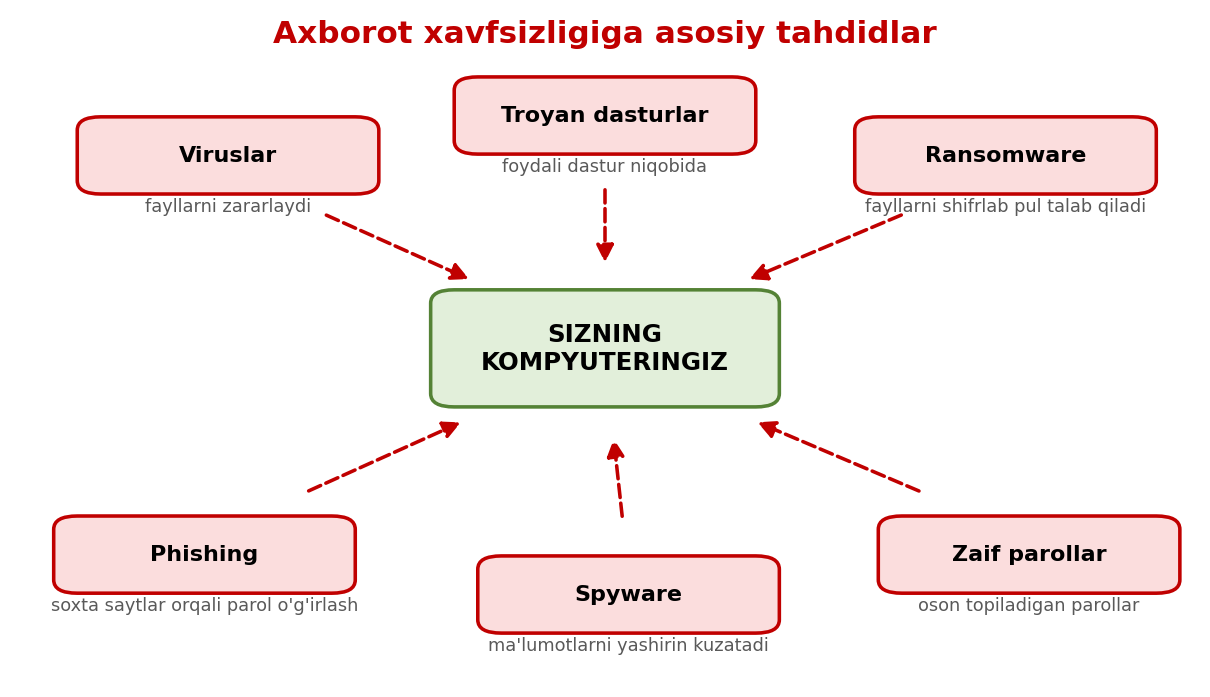 Axborot xavfsizligiga asosiy tahdidlar
Troyan dasturlar
foydali dastur niqobida
Viruslar
fayllarni zararlaydi
Ransomware
fayllarni shifrlab pul talab qiladi
SIZNING
KOMPYUTERINGIZ
Phishing
soxta saytlar orqali parol o'g'irlash
Spyware
ma'lumotlarni yashirin kuzatadi
Zaif parollar
oson topiladigan parollar